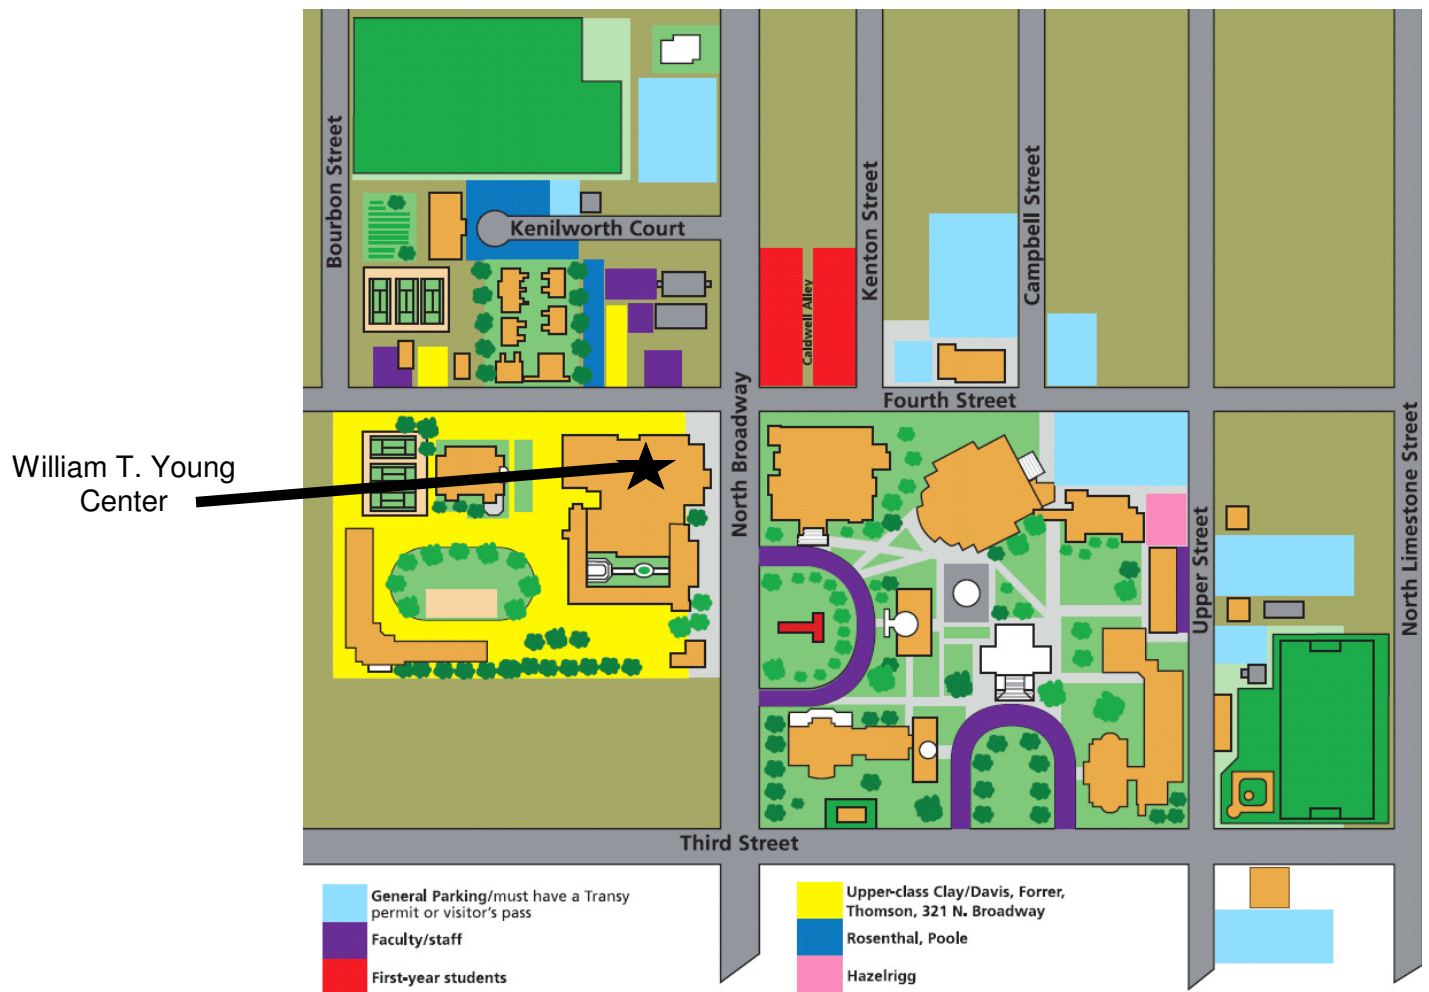 Bourbon Street
Kenilworth Court
Kenton Street
Campbell Street
Caldwell Alley
Fourth Street
North Broadway
North Limestone Street
William T. Young
Center
Upper Street
Third Street
General Parking/must have a Transy
permit or visitor's pass
Faculty/staff
First-year students
Upper-class Clay/Davis, Forrer,
Thomson, 321 N. Broadway
Rosenthal, Poole
Hazelrigg